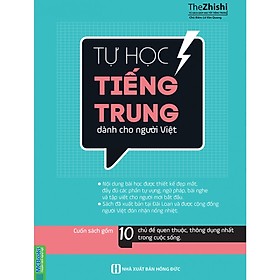 TheZhishi
TỰ HỌC
TIẾNG
TRUNG
dành cho người Việt
• Nội dung bài học được thiết kế đẹp mắt,
đầy đủ các phần tự vựng, ngữ pháp, bài nghe
và tập viết cho người mới bắt đầu.
• Sách đã xuất bản tại Đài Loan và được cộng đồng
người Việt đón nhận nồng nhiệt.
Cuốn sách gồm 10 chủ đề quen thuộc, thông dụng nhất
trong cuộc sống.
MCBOOKS
NHÀ XUẤT BẢN HỒNG ĐỨC